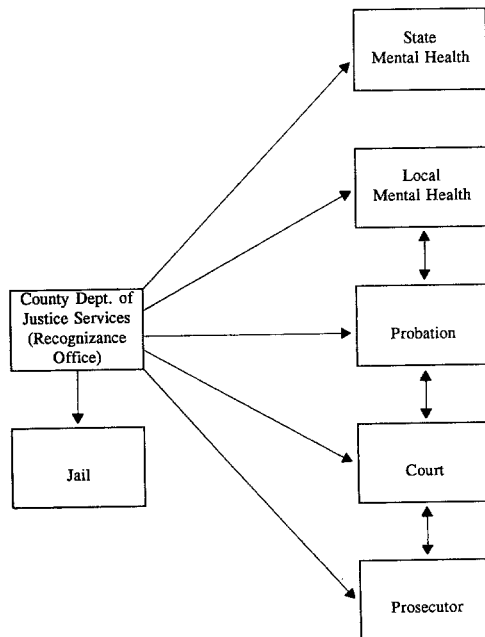 State
Mental Health
Local
Mental Health
County Dept. of
Justice Services
(Recognizance
Office)
Probation
Jail
Court
Prosecutor